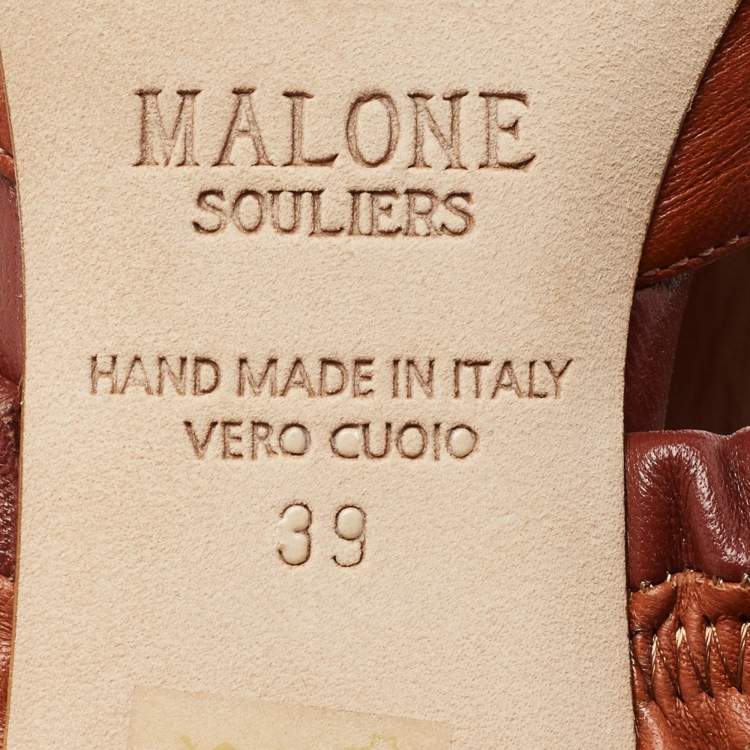 MALONE
SOULIERS
HAND MADE IN ITALY
VERO CUOIO
39